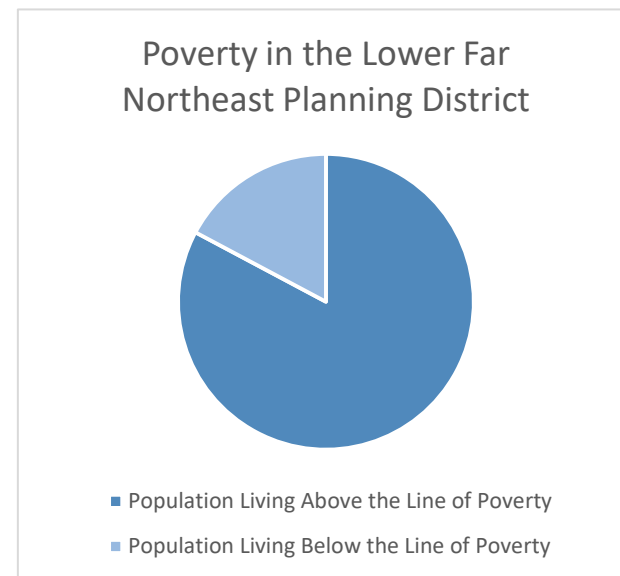 Poverty in the Lower Far
Northeast Planning District
Population Living Above the Line of Poverty
Population Living Below the Line of Poverty